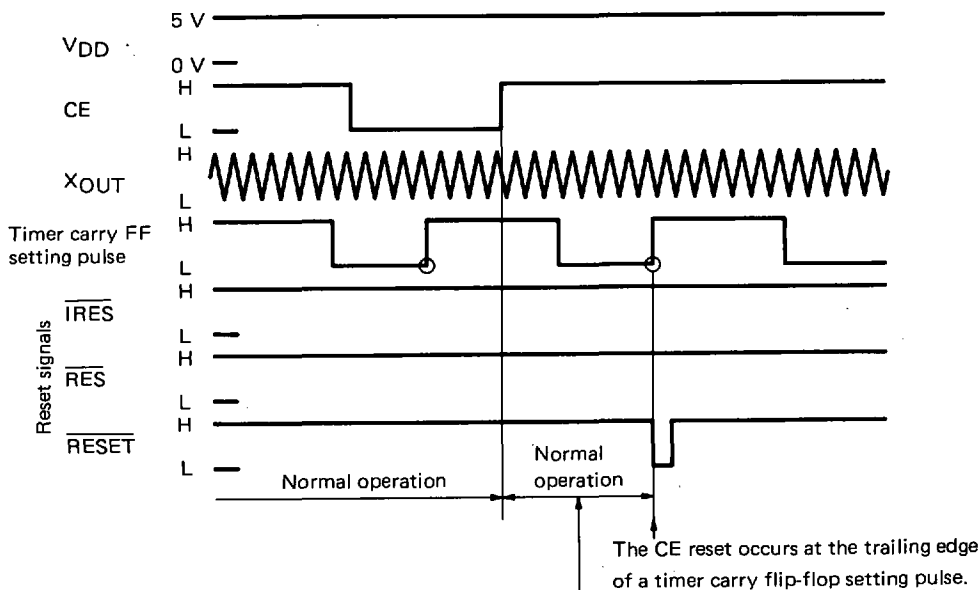 5 V
VDD
0 V
H
CE
L
H
XOUT
L
H
Timer carry FF
setting pulse
L
H
IRES
L
H
RES
L
H
RESET
L
Reset signals
Normal operation
Normal
operation
The CE reset occurs at the trailing edge
of a timer carry flip-flop setting pulse.